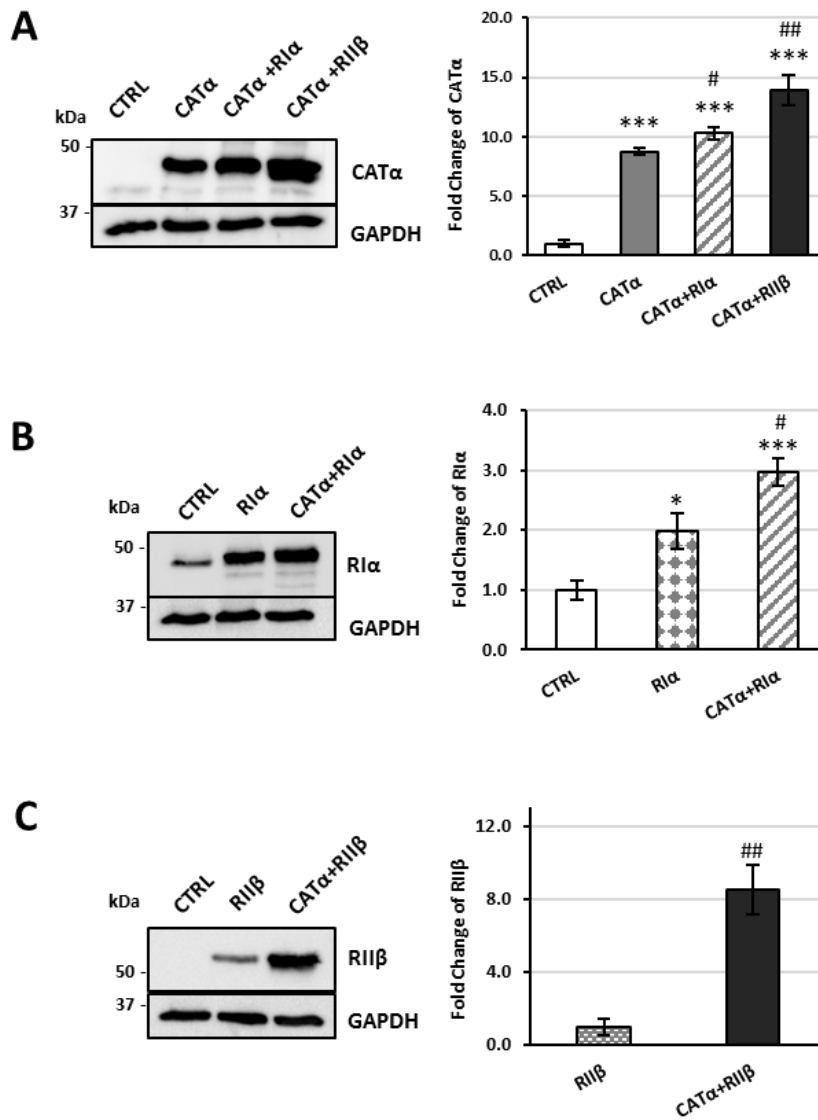 A
kDa
CTRL
CATα
CATα +RIα
CATα +RIIβ
50 -
37 -
CATα
GAPDH
Fold Change of CATα
20.0
15.0
10.0
5.0
0.0
***
#
***
##
***
CTRL
CATα
CATα+RIα
CATα+RIIβ
B
kDa
CTRL
RIα
CATα+RIα
50 -
37 -
RIα
GAPDH
Fold Change of RIα
4.0
3.0
2.0
1.0
0.0
*
#
***
CTRL
RIα
CATα+RIα
C
kDa
CTRL
RIIβ
CATα+RIIβ
50 -
37 -
RIIβ
GAPDH
Fold Change of RIIβ
12.0
8.0
4.0
0.0
##
RIIβ
CATα+RIIβ